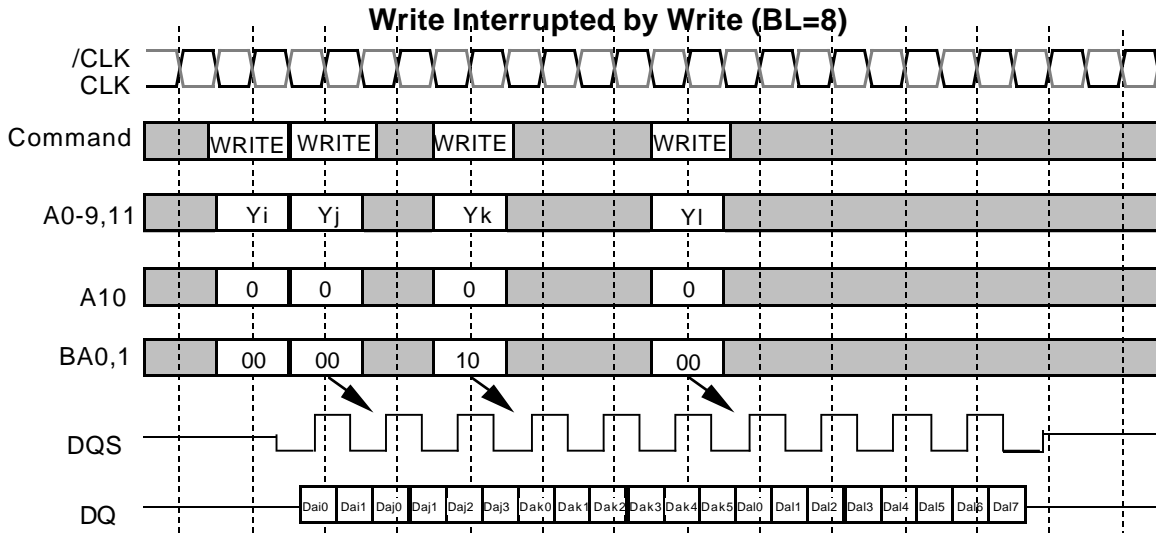 Write Interrupted by Write (BL=8)
/CLK
CLK
Command WRITE WRITE WRITE WRITE
A0-9,11 Yi Yj Yk Yl
A10 0 0 0 0
BA0,1 00 00 10 00
DQS
DQ Dai0 Dai1 Daj0 Daj1 Daj2 Daj3 Dak0 Dak1 Dak2 Dak3 Dak4 Dak5 Dal0 Dal1 Dal2 Dal3 Dal4 Dal5 Dal6 Dal7